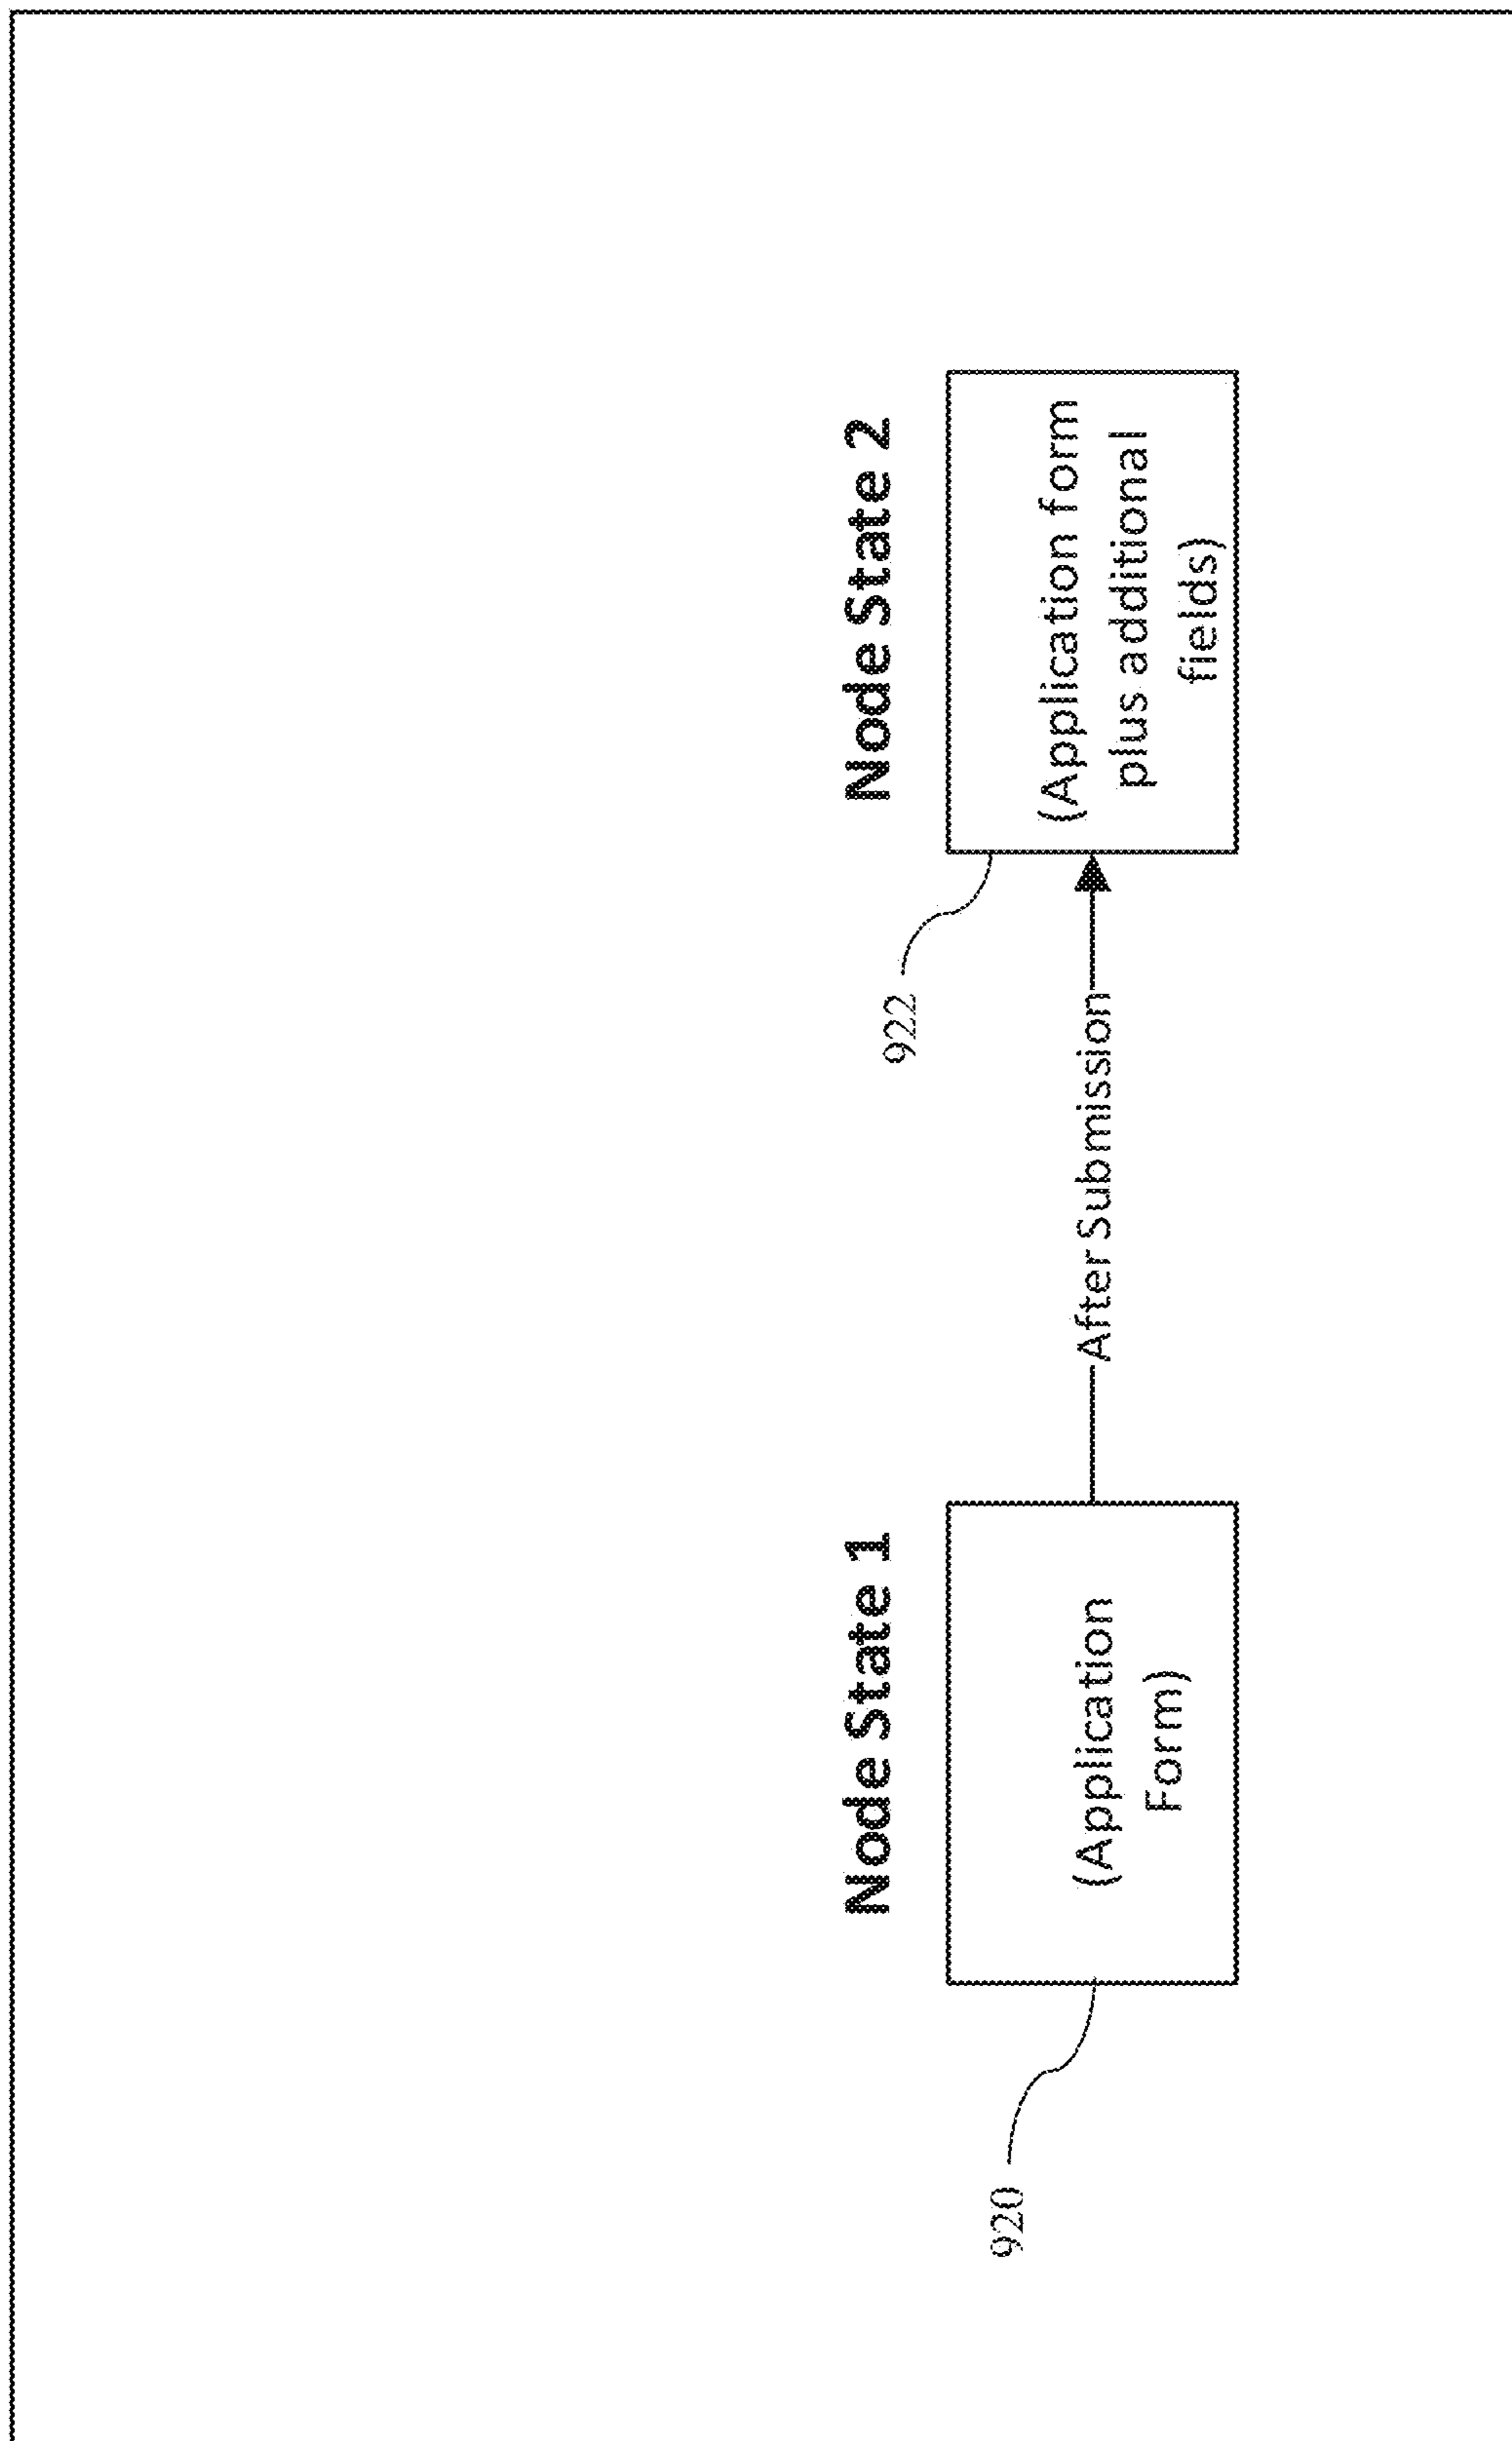 Node State 1
920
(Application
Form)
After Submission
922
Node State 2
(Application form
plus additional
fields)